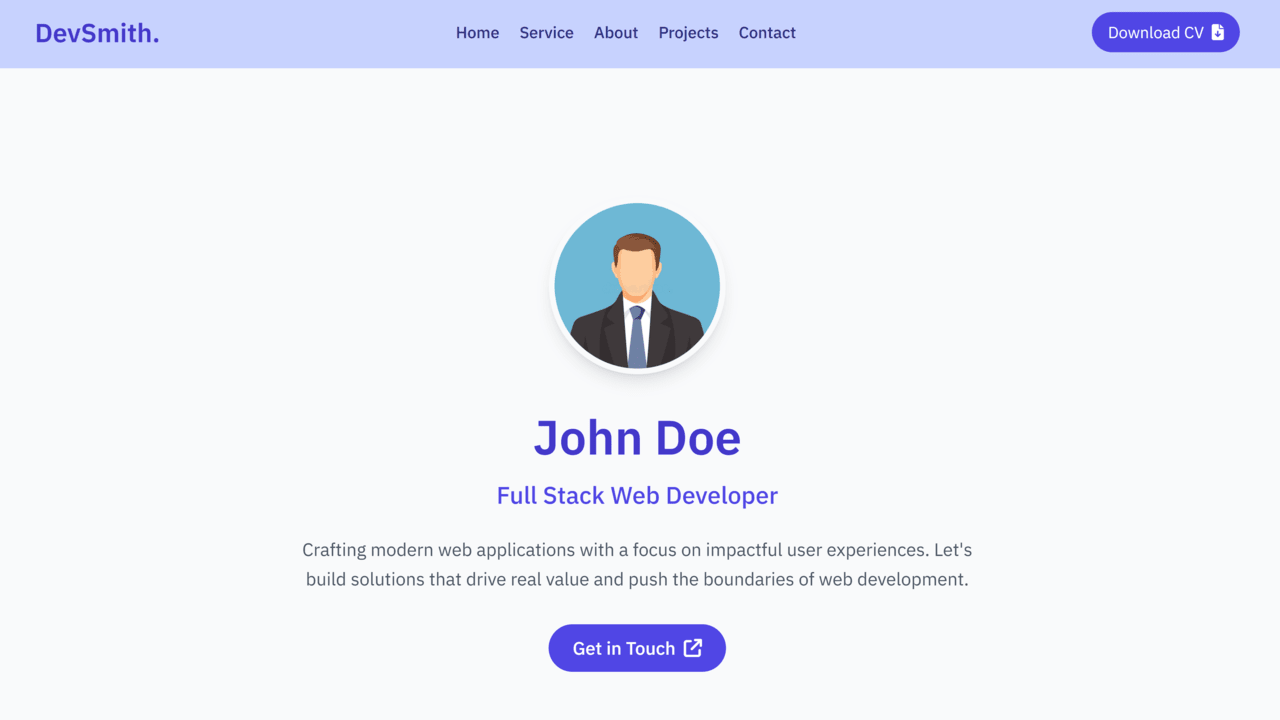 DevSmith.
Home Service About Projects Contact
Download CV
John Doe
Full Stack Web Developer
Crafting modern web applications with a focus on impactful user experiences. Let's
build solutions that drive real value and push the boundaries of web development.
Get in Touch